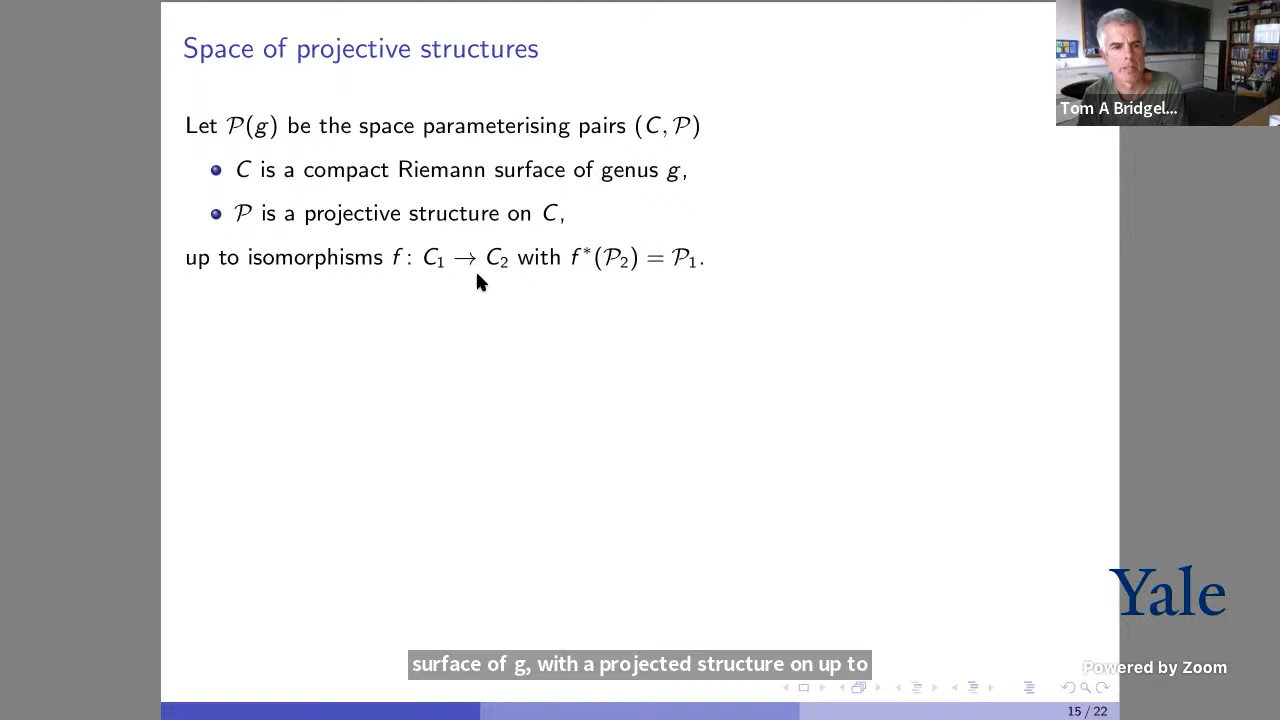 Space of projective structures
Tom A Bridgel...
Let 𝒫(g) be the space parameterising pairs (C, 𝒫)
• C is a compact Riemann surface of genus g,
• 𝒫 is a projective structure on C,
up to isomorphisms f : C₁ → C₂ with f*(𝒫₂) = 𝒫₁.
Yale
surface of g, with a projected structure on up to
Powered by Zoom
15 / 22